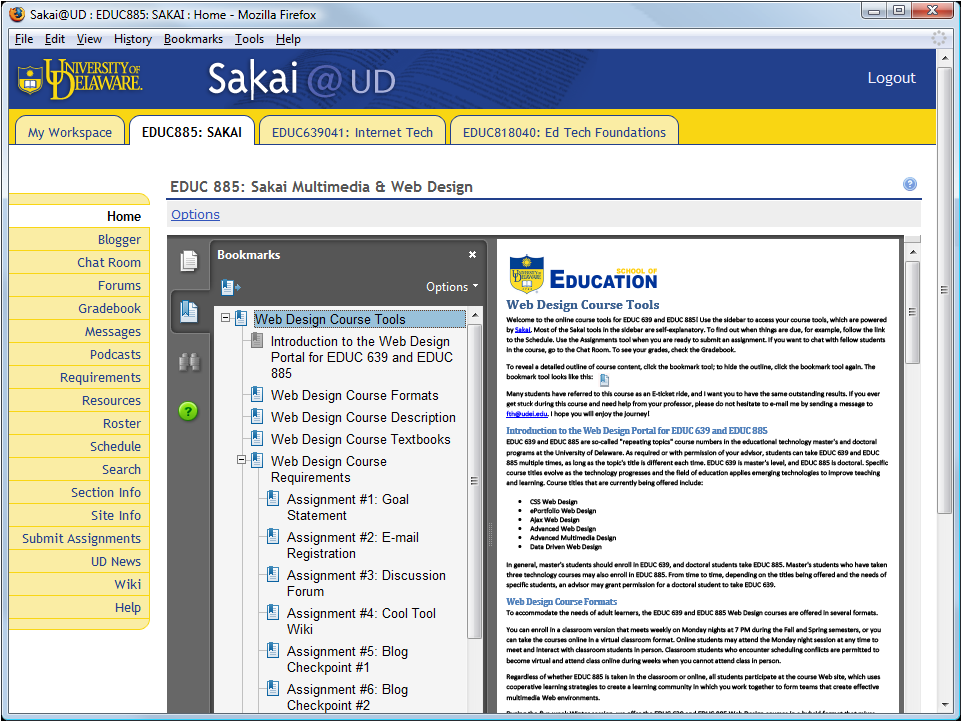 Sakai@UD : EDUC885: SAKAI : Home - Mozilla Firefox
File Edit View History Bookmarks Tools Help
UNIVERSITY OF DELAWARE.
Sakai @ UD
Logout
My Workspace
EDUC885: SAKAI
EDUC639041: Internet Tech
EDUC818040: Ed Tech Foundations
EDUC 885: Sakai Multimedia & Web Design
Options
Home
Blogger
Chat Room
Forums
Gradebook
Messages
Podcasts
Requirements
Resources
Roster
Schedule
Search
Section Info
Site Info
Submit Assignments
UD News
Wiki
Help
Bookmarks
Options
Web Design Course Tools
Introduction to the Web Design
Portal for EDUC 639 and EDUC
885
Web Design Course Formats
Web Design Course Description
Web Design Course Textbooks
Web Design Course
Requirements
Assignment #1: Goal
Statement
Assignment #2: E-mail
Registration
Assignment #3: Discussion
Forum
Assignment #4: Cool Tool
Wiki
Assignment #5: Blog
Checkpoint #1
Assignment #6: Blog
Checkpoint #2
SCHOOL OF
EDUCATION
Web Design Course Tools
Welcome to the online course tools for EDUC 639 and EDUC 885! Use the sidebar to access your course tools, which are powered
by Sakai. Most of the Sakai tools in the sidebar are self-explanatory. To find out when things are due, for example, follow the link
to the Schedule. Use the Assignments tool when you are ready to submit an assignment. If you want to chat with fellow students
in the course, go to the Chat Room. To see your grades, check the Gradebook.
To reveal a detailed outline of course content, click the bookmark tool; to hide the outline, click the bookmark tool again. The
bookmark tool looks like this:
Many students have referred to this course as an E-ticket ride, and I want you to have the same outstanding results. If you ever
get stuck during this course and need help from your professor, please do not hesitate to e-mail me by sending a message to
fth@udel.edu. I hope you will enjoy the journey!
Introduction to the Web Design Portal for EDUC 639 and EDUC 885
EDUC 639 and EDUC 885 are so-called "repeating topics" course numbers in the educational technology master's and doctoral
programs at the University of Delaware. As required or with permission of your advisor, students can take EDUC 639 and EDUC
885 multiple times, as long as the topic's title is different each time. EDUC 639 is master's level, and EDUC 885 is doctoral. Specific
course titles evolve as the technology progresses and the field of education applies emerging technologies to improve teaching
and learning. Course titles that are currently being offered include:
• CSS Web Design
• ePortfolio Web Design
• Ajax Web Design
• Advanced Web Design
• Advanced Multimedia Design
• Data Driven Web Design
In general, master's students should enroll in EDUC 639, and doctoral students take EDUC 885. Master's students who have taken
three technology courses may also enroll in EDUC 885. From time to time, depending on the titles being offered and the needs of
specific students, an advisor may grant permission for a doctoral student to take EDUC 639.
Web Design Course Formats
To accommodate the needs of adult learners, the EDUC 639 and EDUC 885 Web Design courses are offered in several formats.
You can enroll in a classroom version that meets weekly on Monday nights at 7 PM during the Fall and Spring semesters, or you
can take the courses online in a virtual classroom format. Online students may attend the Monday night session at any time to
meet and interact with classroom students in person. Classroom students who encounter scheduling conflicts are permitted to
become virtual and attend class online during weeks when you cannot attend class in person.
Regardless of whether EDUC 885 is taken in the classroom or online, all students participate at the course Web site, which uses
cooperative learning strategies to create a learning community in which you work together to form teams that create effective
multimedia Web environments.